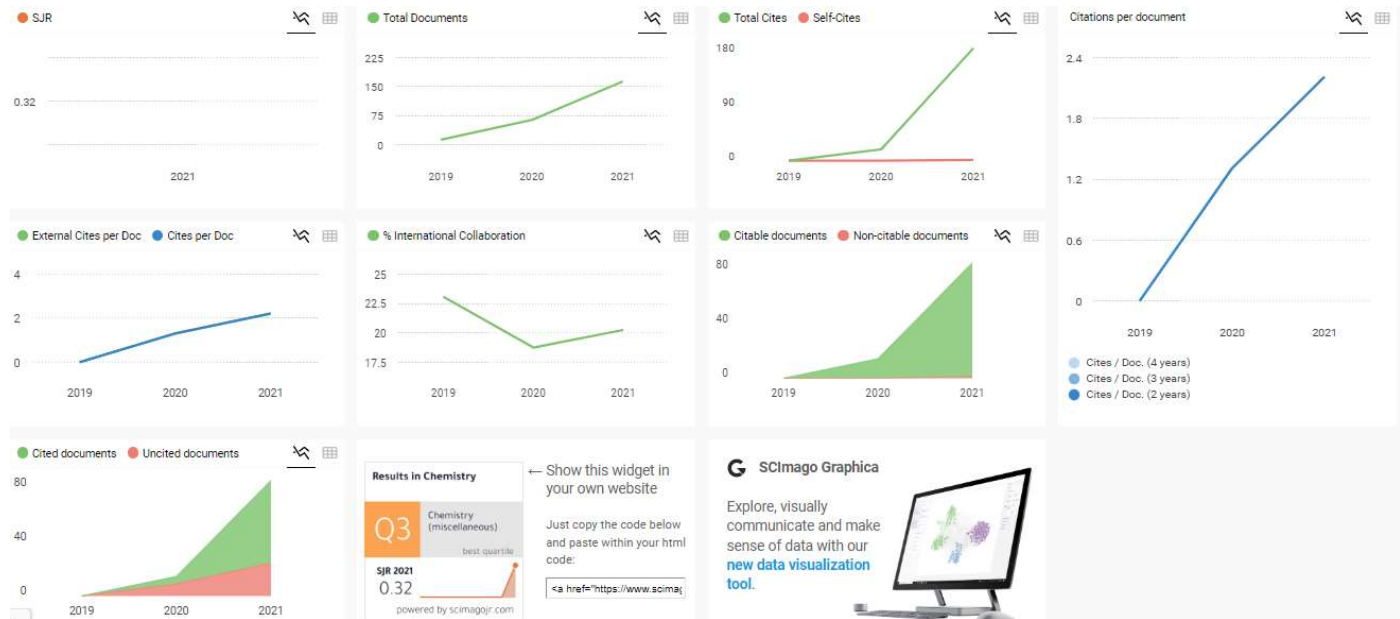 SJR
0.32
2021
Total Documents
225
150
75
0
2019 2020 2021
Total Cites Self-Cites
180
90
0
2019 2020 2021
Citations per document
2.4
1.8
1.2
0.6
0
2019 2020 2021
Cites / Doc. (4 years)
Cites / Doc. (3 years)
Cites / Doc. (2 years)
External Cites per Doc Cites per Doc
4
2
0
2019 2020 2021
% International Collaboration
25
22.5
20
17.5
2019 2020 2021
Citable documents Non-citable documents
80
40
0
2019 2020 2021
Cited documents Uncited documents
80
40
0
2019 2020 2021
Results in Chemistry
Q3
Chemistry
(miscellaneous)
best quartile
SJR 2021
0.32
powered by scimagojr.com
← Show this widget in
your own website
Just copy the code below
and paste within your html
code:
<a href="https://www.scimag
SCImago Graphica
Explore, visually
communicate and make
sense of data with our
new data visualization
tool.